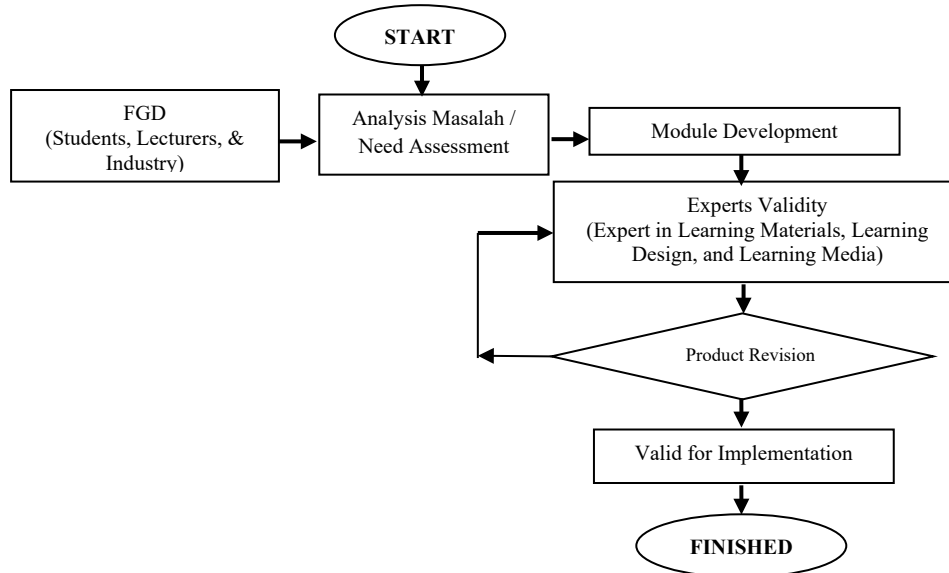 START
FGD
(Students, Lecturers, &
Industry)
Analysis Masalah /
Need Assessment
Module Development
Experts Validity
(Expert in Learning Materials, Learning
Design, and Learning Media)
Product Revision
Valid for Implementation
FINISHED